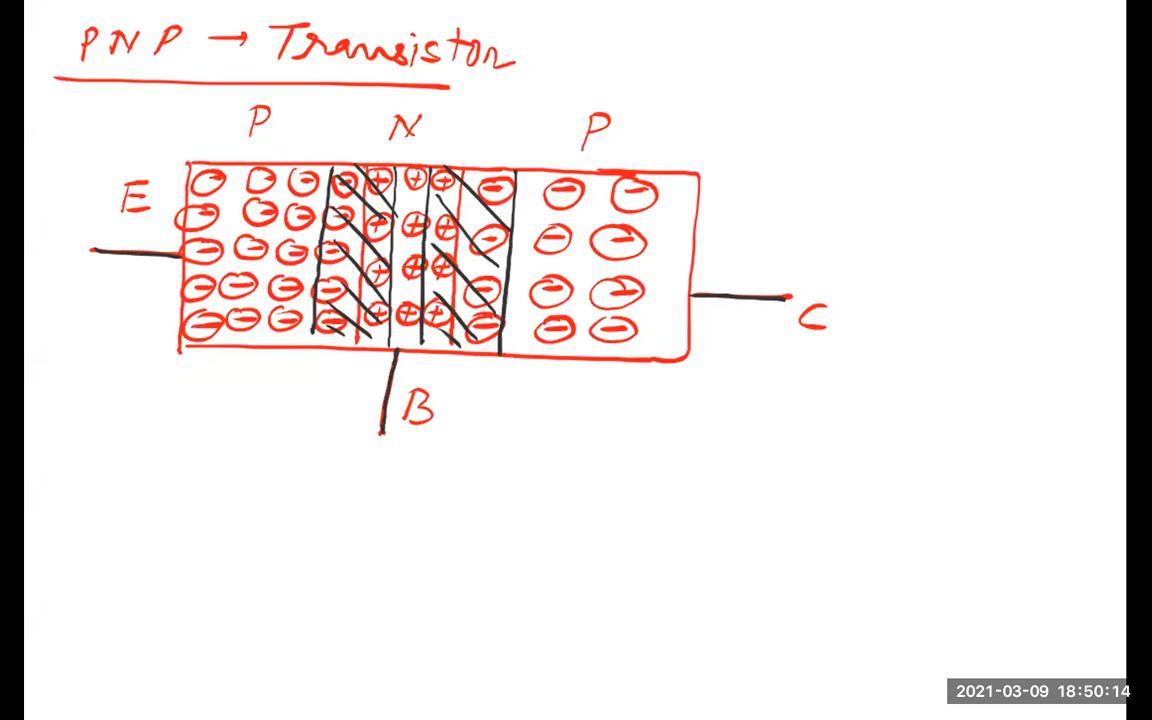 PNP → Transistor
P N P
E
C
B
2021-03-09 18:50:14